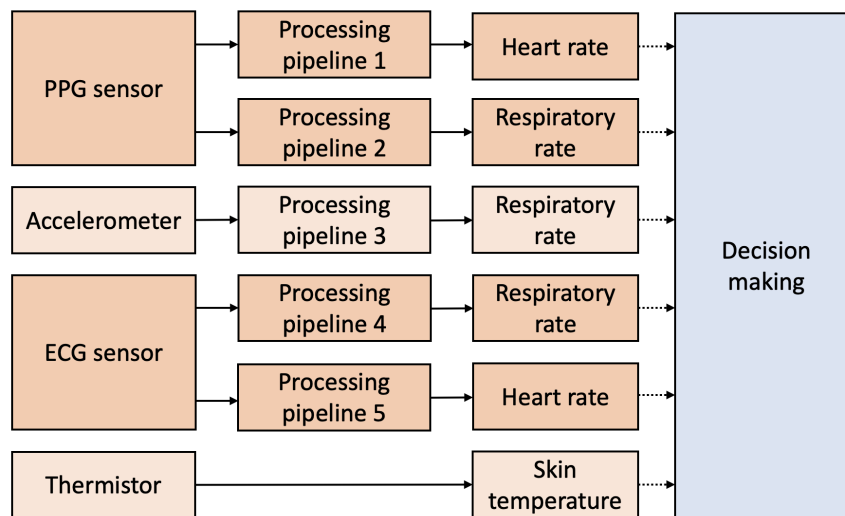 PPG sensor
Processing
pipeline 1
Heart rate
Processing
pipeline 2
Respiratory
rate
Accelerometer
Processing
pipeline 3
Respiratory
rate
Decision
making
ECG sensor
Processing
pipeline 4
Respiratory
rate
Processing
pipeline 5
Heart rate
Thermistor
Skin
temperature